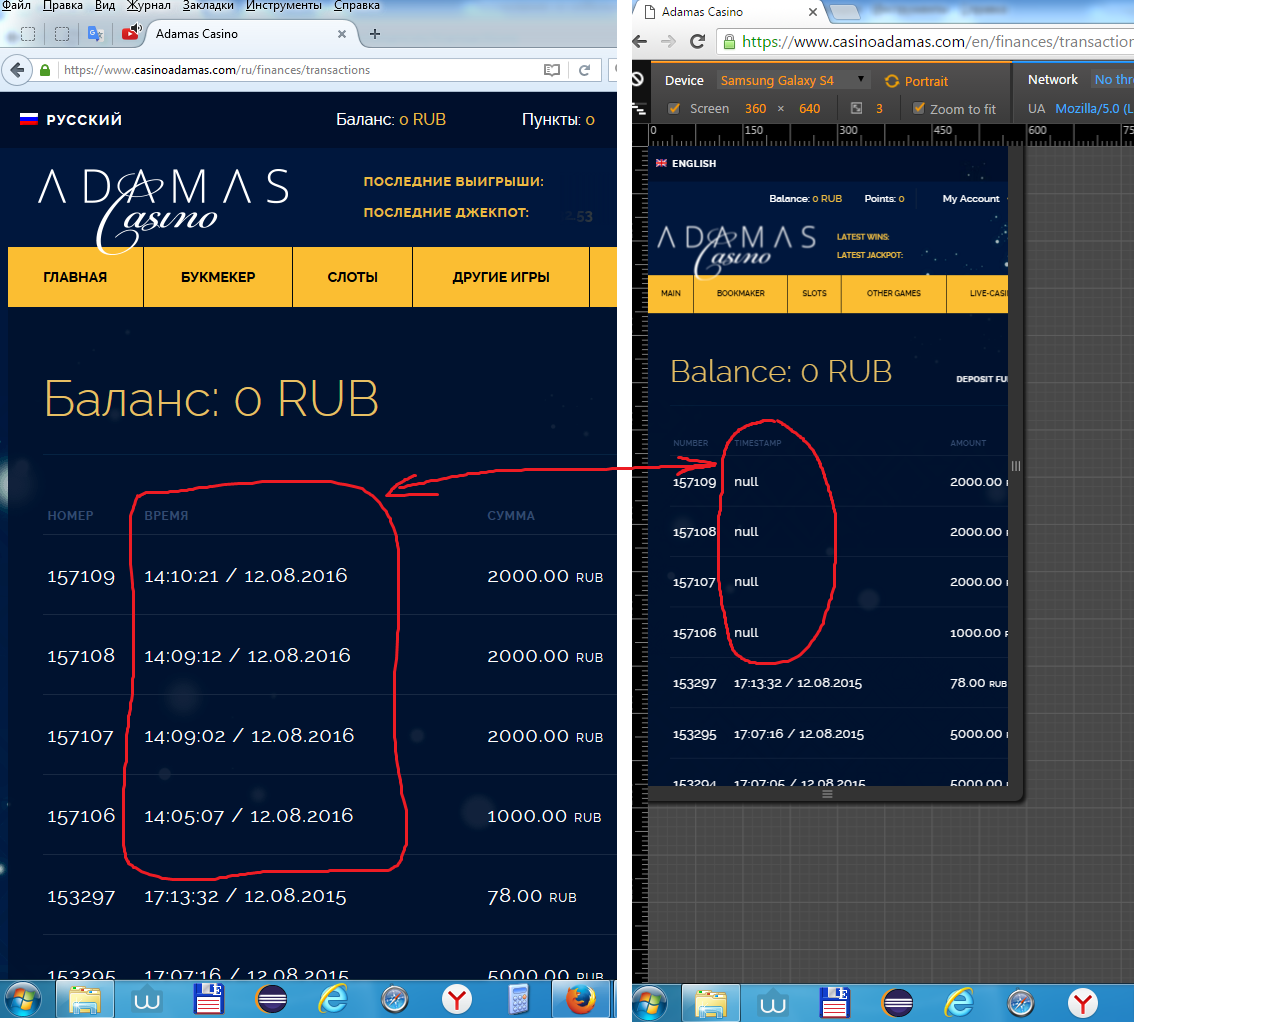 Файл Правка Вид Журнал Закладки Инструменты Справка
Adamas Casino
https://www.casinoadamas.com/ru/finances/transactions
РУССКИЙ
Баланс: 0 RUB
Пункты: 0
ADAMAS
Casino
ПОСЛЕДНИЕ ВЫИГРЫШИ:
ПОСЛЕДНИЕ ДЖЕКПОТ:
ГЛАВНАЯ БУКМЕКЕР СЛОТЫ ДРУГИЕ ИГРЫ
Баланс: 0 RUB
НОМЕР ВРЕМЯ СУММА
157109 14:10:21 / 12.08.2016 2000.00 RUB
157108 14:09:12 / 12.08.2016 2000.00 RUB
157107 14:09:02 / 12.08.2016 2000.00 RUB
157106 14:05:07 / 12.08.2016 1000.00 RUB
153297 17:13:32 / 12.08.2015 78.00 RUB
153295 17:07:16 / 12.08.2015 5000.00 RUB
Adamas Casino
https://www.casinoadamas.com/en/finances/transaction
Device Samsung Galaxy S4 Portrait
Network No thr
Screen 360 × 640 3 Zoom to fit
UA Mozilla/5.0 (L
0 150 300 450 600 75
ENGLISH
Balance: 0 RUB Points: 0 My Account
ADAMAS
Casino
LATEST WINS:
LATEST JACKPOT:
MAIN BOOKMAKER SLOTS OTHER GAMES LIVE-CASI
Balance: 0 RUB
DEPOSIT FU
NUMBER TIMESTAMP AMOUNT
157109 null 2000.00
157108 null 2000.00
157107 null 2000.00
157106 null 1000.00
153297 17:13:32 / 12.08.2015 78.00 RUB
153295 17:07:16 / 12.08.2015 5000.00
153294 17:07:05 / 12.08.2015 5000.00